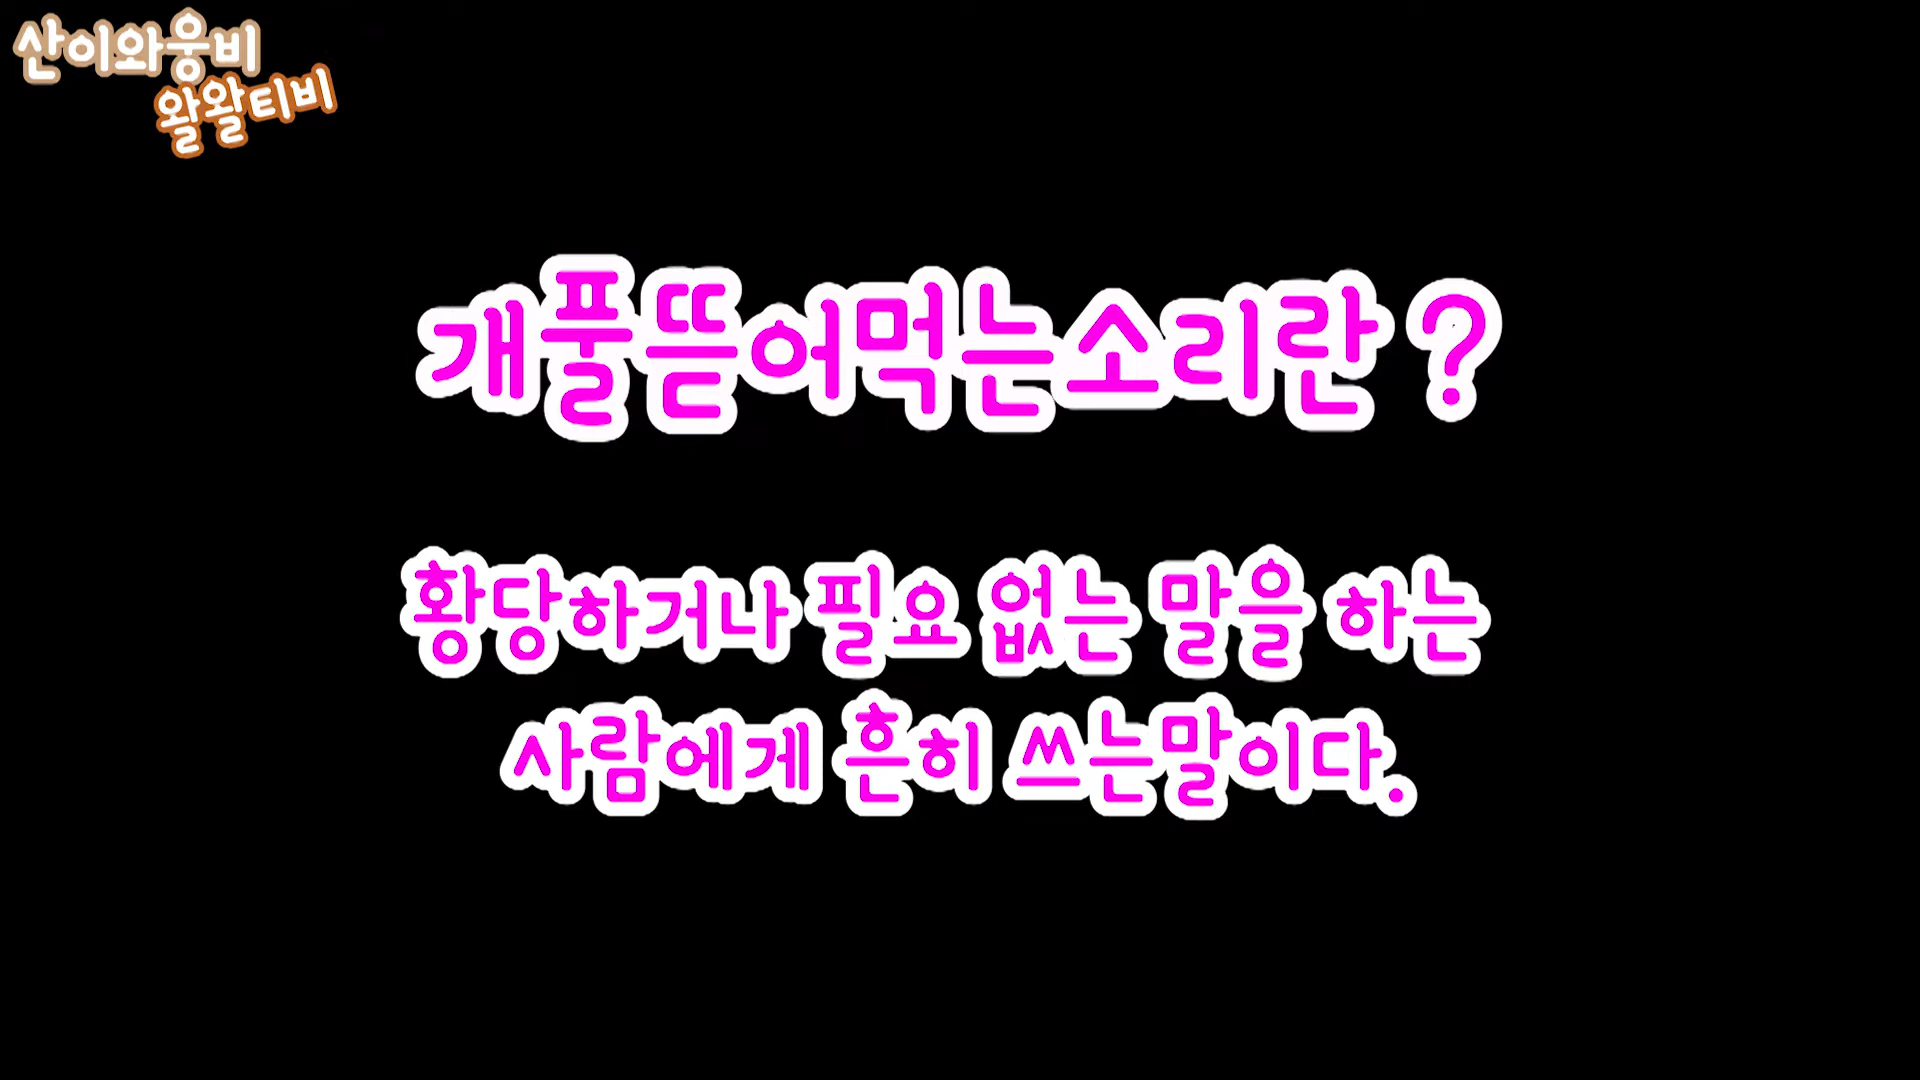 산이와웅비
왈왈티비
개풀뜯어먹는소리란?
황당하거나 필요 없는 말을 하는
사람에게 흔히 쓰는말이다.